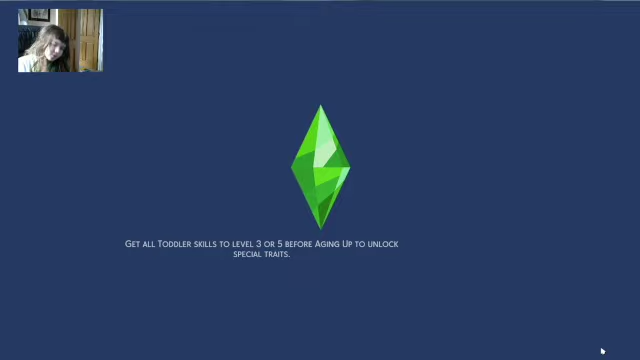 Get all Toddler skills to level 3 or 5 before Aging Up to unlock
special traits.